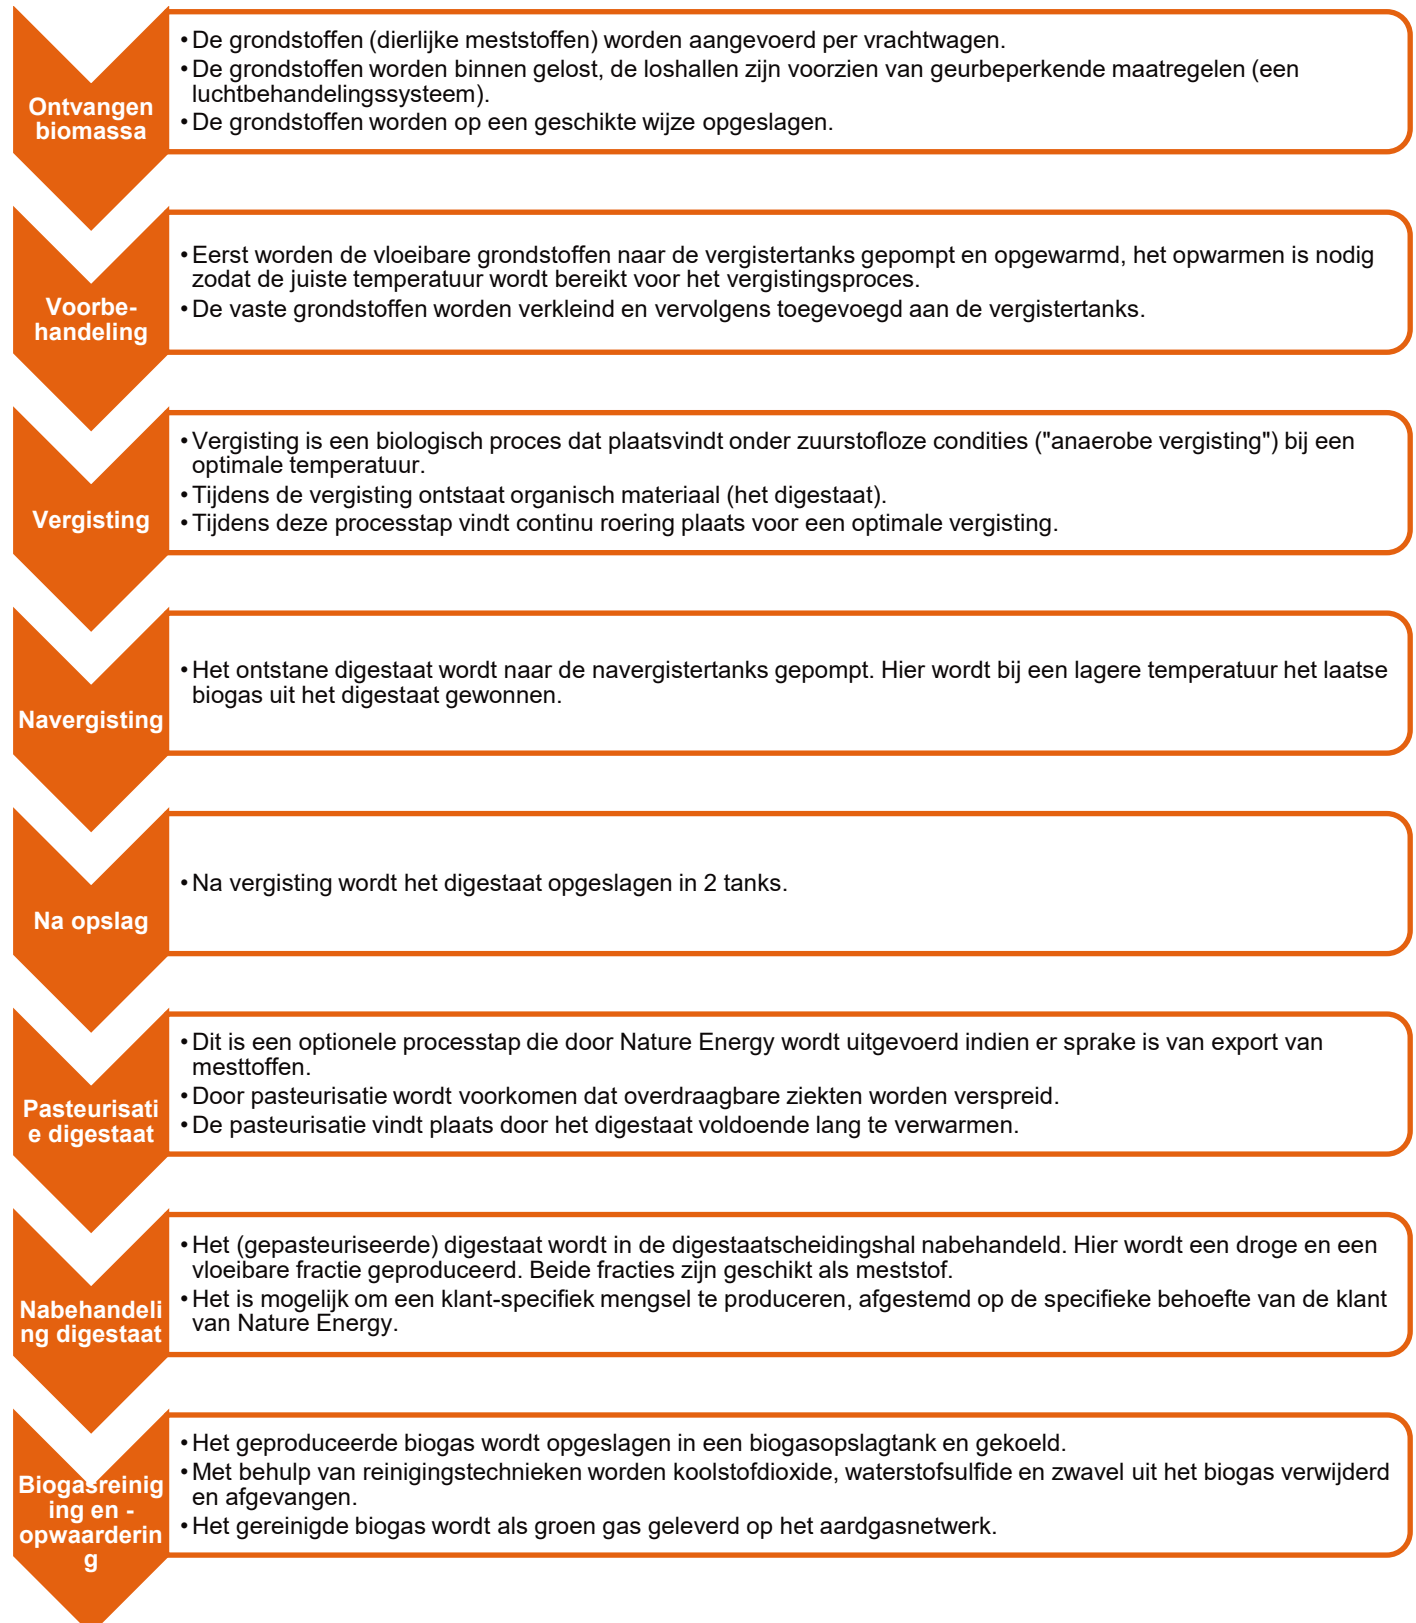 Ontvangen
biomassa
•De grondstoffen (dierlijke meststoffen) worden aangevoerd per vrachtwagen.
•De grondstoffen worden binnen gelost, de loshallen zijn voorzien van geurbeperkende maatregelen (een
luchtbehandelingssysteem).
•De grondstoffen worden op een geschikte wijze opgeslagen.
Voorbe-
handeling
•Eerst worden de vloeibare grondstoffen naar de vergistertanks gepompt en opgewarmd, het opwarmen is nodig
zodat de juiste temperatuur wordt bereikt voor het vergistingsproces.
•De vaste grondstoffen worden verkleind en vervolgens toegevoegd aan de vergistertanks.
Vergisting
•Vergisting is een biologisch proces dat plaatsvindt onder zuurstofloze condities ("anaerobe vergisting") bij een
optimale temperatuur.
•Tijdens de vergisting ontstaat organisch materiaal (het digestaat).
•Tijdens deze processtap vindt continu roering plaats voor een optimale vergisting.
Navergisting
•Het ontstane digestaat wordt naar de navergistertanks gepompt. Hier wordt bij een lagere temperatuur het laatse
biogas uit het digestaat gewonnen.
Na opslag
•Na vergisting wordt het digestaat opgeslagen in 2 tanks.
Pasteurisati
e digestaat
•Dit is een optionele processtap die door Nature Energy wordt uitgevoerd indien er sprake is van export van
mesttoffen.
•Door pasteurisatie wordt voorkomen dat overdraagbare ziekten worden verspreid.
•De pasteurisatie vindt plaats door het digestaat voldoende lang te verwarmen.
Nabehandeli
ng digestaat
•Het (gepasteuriseerde) digestaat wordt in de digestaatscheidingshal nabehandeld. Hier wordt een droge en een
vloeibare fractie geproduceerd. Beide fracties zijn geschikt als meststof.
•Het is mogelijk om een klant-specifiek mengsel te produceren, afgestemd op de specifieke behoefte van de klant
van Nature Energy.
Biogasreinig
ing en -
opwaarderin
g
•Het geproduceerde biogas wordt opgeslagen in een biogasopslagtank en gekoeld.
•Met behulp van reinigingstechnieken worden koolstofdioxide, waterstofsulfide en zwavel uit het biogas verwijderd
en afgevangen.
•Het gereinigde biogas wordt als groen gas geleverd op het aardgasnetwerk.